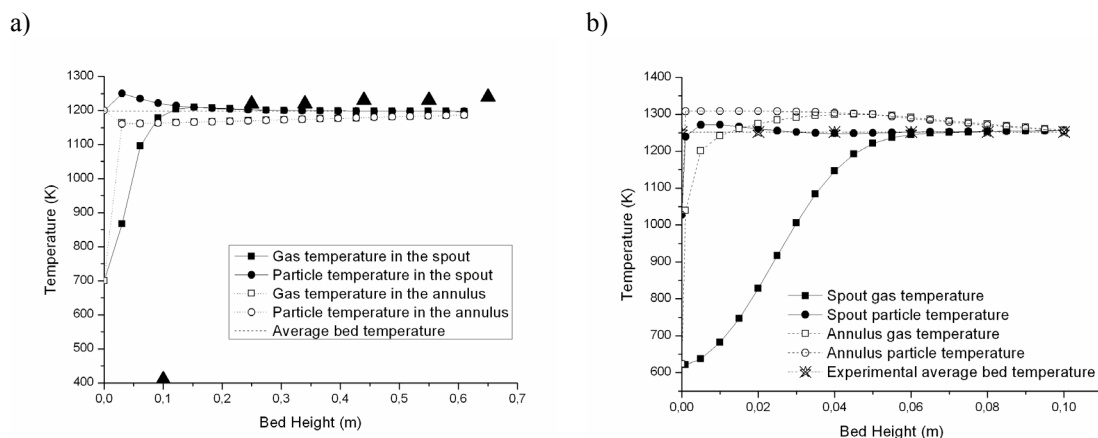 a)
1300
1200
1100
1000
900
800
700
600
500
400
0,0
0,1
0,2
0,3
0,4
0,5
0,6
0,7
Temperature (K)
Bed Height (m)
Gas temperature in the spout
Particle temperature in the spout
Gas temperature in the annulus
Particle temperature in the annulus
Average bed temperature
b)
1400
1300
1200
1100
1000
900
800
700
600
0,00
0,02
0,04
0,06
0,08
0,10
Temperature (K)
Bed Height (m)
Spout gas temperature
Spout particle temperature
Annulus gas temperature
Annulus particle temperature
Experimental average bed temperature